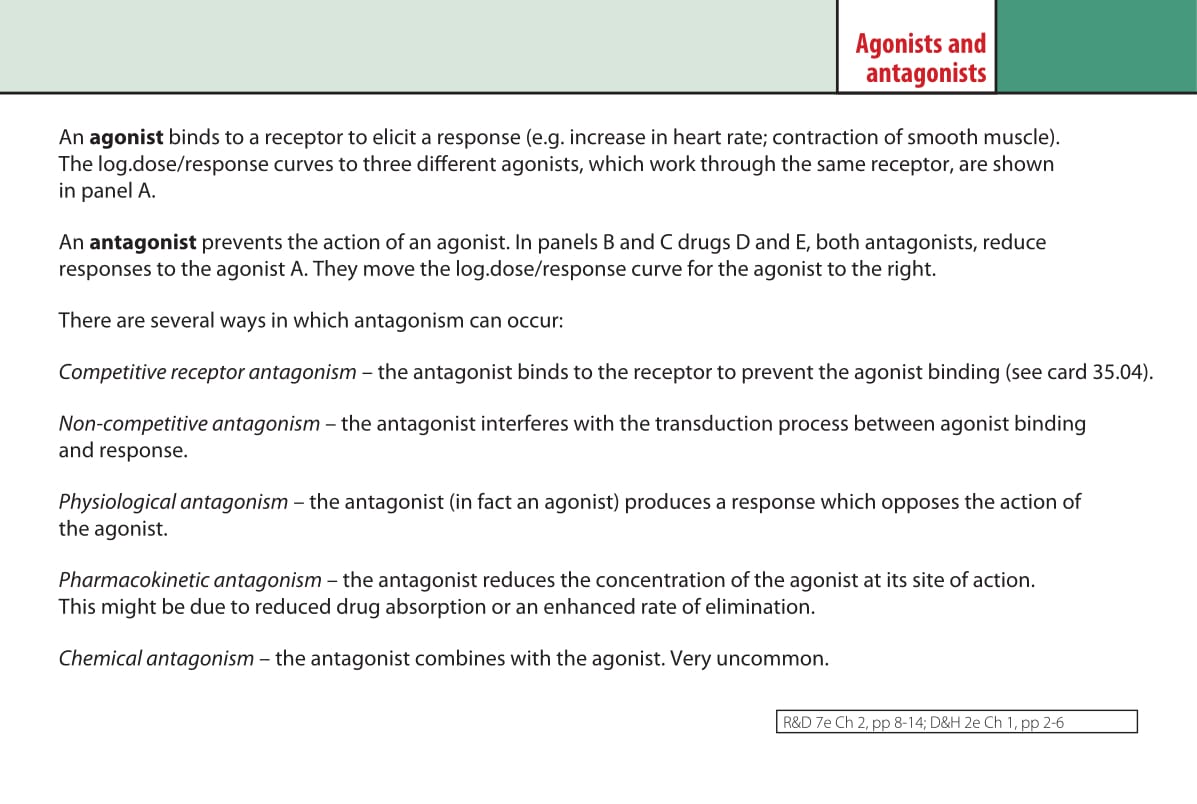 Agonists and
antagonists
An agonist binds to a receptor to elicit a response (e.g. increase in heart rate; contraction of smooth muscle).
The log.dose/response curves to three different agonists, which work through the same receptor, are shown
in panel A.
An antagonist prevents the action of an agonist. In panels B and C drugs D and E, both antagonists, reduce
responses to the agonist A. They move the log.dose/response curve for the agonist to the right.
There are several ways in which antagonism can occur:
Competitive receptor antagonism – the antagonist binds to the receptor to prevent the agonist binding (see card 35.04).
Non-competitive antagonism – the antagonist interferes with the transduction process between agonist binding
and response.
Physiological antagonism – the antagonist (in fact an agonist) produces a response which opposes the action of
the agonist.
Pharmacokinetic antagonism – the antagonist reduces the concentration of the agonist at its site of action.
This might be due to reduced drug absorption or an enhanced rate of elimination.
Chemical antagonism – the antagonist combines with the agonist. Very uncommon.
R&D 7e Ch 2, pp 8-14; D&H 2e Ch 1, pp 2-6